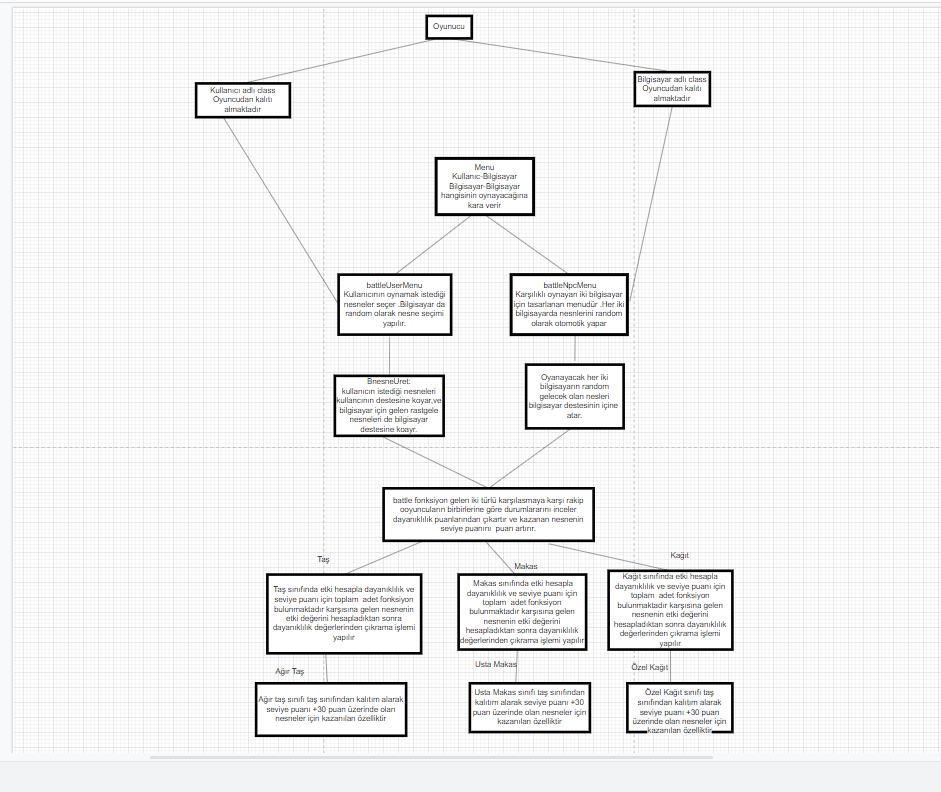 Oyunucu
Kullanıcı adlı class
Oyuncudan kalıtı
almaktadır
Bilgisayar adlı class
Oyuncudan kalıtı
almaktadır
Menu
Kullanıc-Bilgisayar
Bilgisayar-Bilgisayar
hangisinin oynayacağına
kara verir
battleUserMenu
Kullanıcının oynamak istediği
nesneler seçer .Bilgisayar da
random olarak nesne seçimi
yapılır.
battleNpcMenu
Karşılıklı oynayan iki bilgisayar
için tasarlanan menudür .Her iki
bilgisayarda nesnlerini random
olarak otomotik yapar
BnesneUret:
kullanıcın istediği nesneleri
kullcının destesine koyar,ve
bilgisayar için gelen rastgele
nesneleri de bilgisayar
destesine koayr.
Oyanayacak her iki
bilgisayarın random
gelecek olan nesleri
bilgisayar destesinin içine
atar.
battle fonksiyon gelen iki türlü karşılasmaya karşı rakip
ooyuncuların birbirlerine göre durumlararını inceler
dayanıklılık puanlarından çıkartır ve kazanan nesnenin
seviye puanını puan artırır.
Taş
Makas
Kağıt
Taş sınıfında etki hesapla dayanıklılık ve
seviye puanı için toplam adet fonksiyon
bulunmaktadır karşısına gelen nesnenin
etki değerini hesapladıktan sonra
dayanıklılık değerlerinden çıkrama işlemi
yapılır
Makas sınıfında etki hesapla
dayanıklılık ve seviye puanı için
toplam adet fonksiyon
bulunmaktadır karşısına gelen
nesnenin etki değerini
hesapladıktan sonra dayanıklılık
değerlerinden çıkrama işlemi yapılır
Kağıt sınıfında etki hesapla
dayanıklılık ve seviye puanı için
toplam adet fonksiyon
bulunmaktadır karşısına gelen
nesnenin etki değerini
hesapladıktan sonra dayanıklılık
değerlerinden çıkrama işlemi
yapılır
Ağır Taş
Usta Makas
Özel Kağıt
Ağır taş sınıfı taş sınıfından kalıtım alarak
seviye puanı +30 puan üzerinde olan
nesneler için kazanılan özelliktir
Usta Makas sınıfı taş sınıfından
kalıtım alarak seviye puanı +30
puan üzerinde olan nesneler için
kazanılan özelliktir
Özel Kağıt sınıfı taş
sınıfından kalıtım alarak
seviye puanı +30 puan
üzerinde olan nesneler için
kazanılan özelliktir